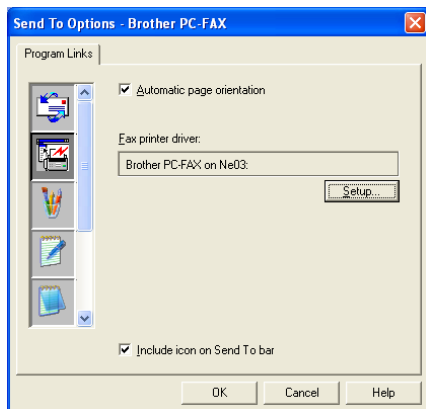 Send To Options - Brother PC-FAX
Program Links
Automatic page orientation
Fax printer driver:
Brother PC-FAX on Ne03:
Setup...
Include icon on Send To bar
OK Cancel Help